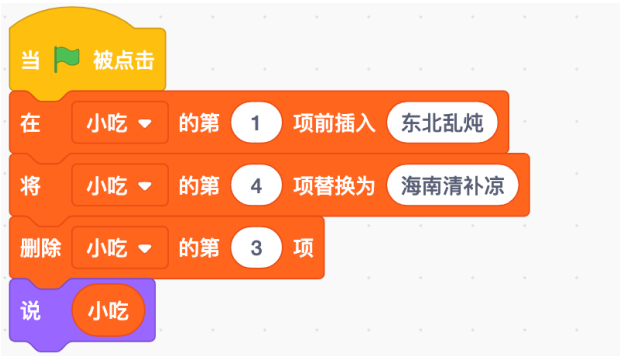 当 被点击
在 小吃 的第 1 项前插入 东北乱炖
将 小吃 的第 4 项替换为 海南清补凉
删除 小吃 的第 3 项
说 小吃